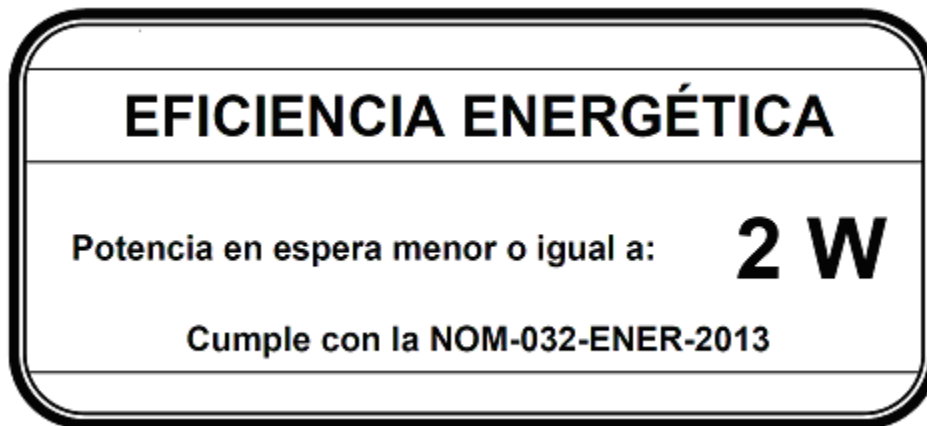 EFICIENCIA ENERGÉTICA
Potencia en espera menor o igual a: 2 W
Cumple con la NOM-032-ENER-2013